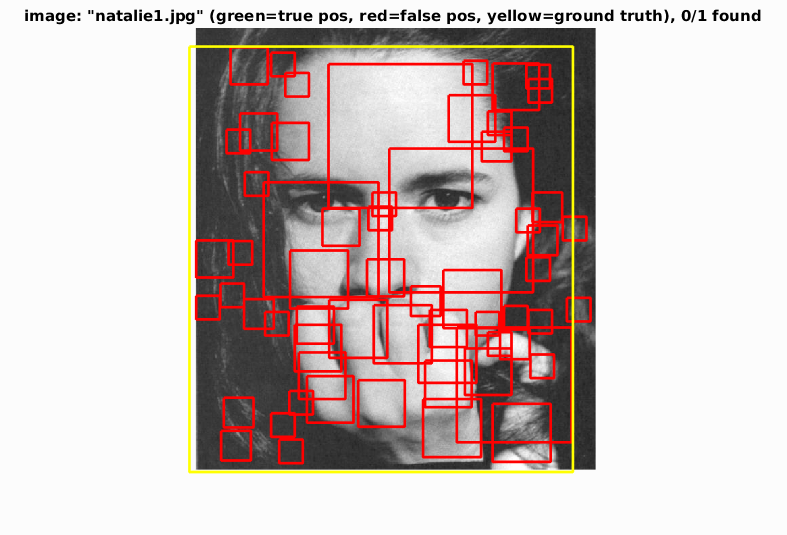 image: "natalie1.jpg" (green=true pos, red=false pos, yellow=ground truth), 0/1 found